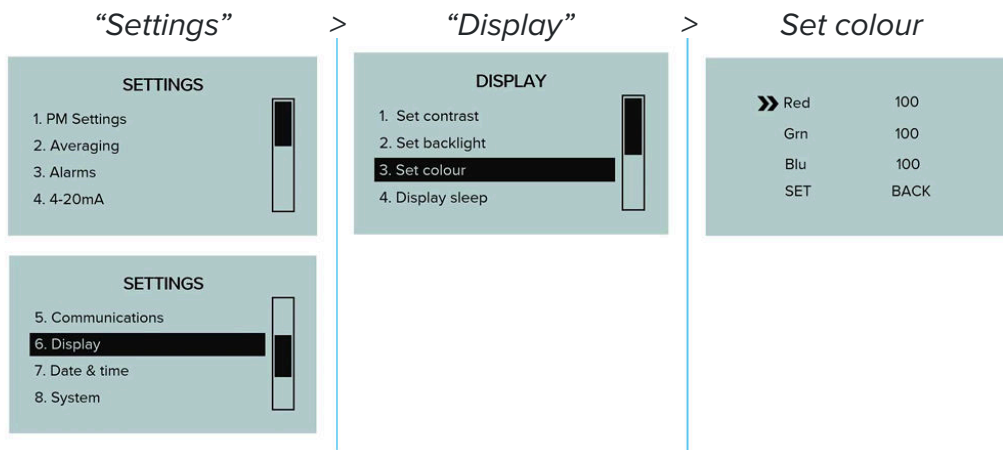 “Settings” > “Display” > Set colour
SETTINGS
1. PM Settings
2. Averaging
3. Alarms
4. 4-20mA
SETTINGS
5. Communications
6. Display
7. Date & time
8. System
DISPLAY
1. Set contrast
2. Set backlight
3. Set colour
4. Display sleep
Red 100
Grn 100
Blu 100
SET BACK